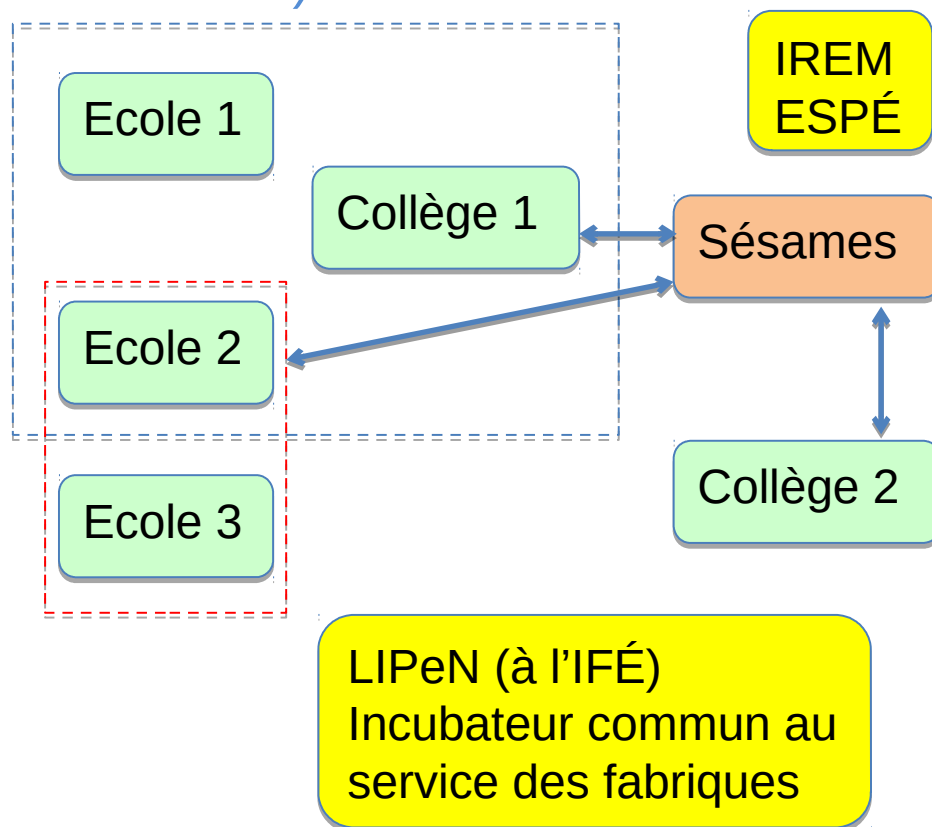 IREM
ESPÉ
Ecole 1
Collège 1
Sésames
Ecole 2
Collège 2
Ecole 3
LIPeN (à l’IFÉ)
Incubateur commun au
service des fabriques